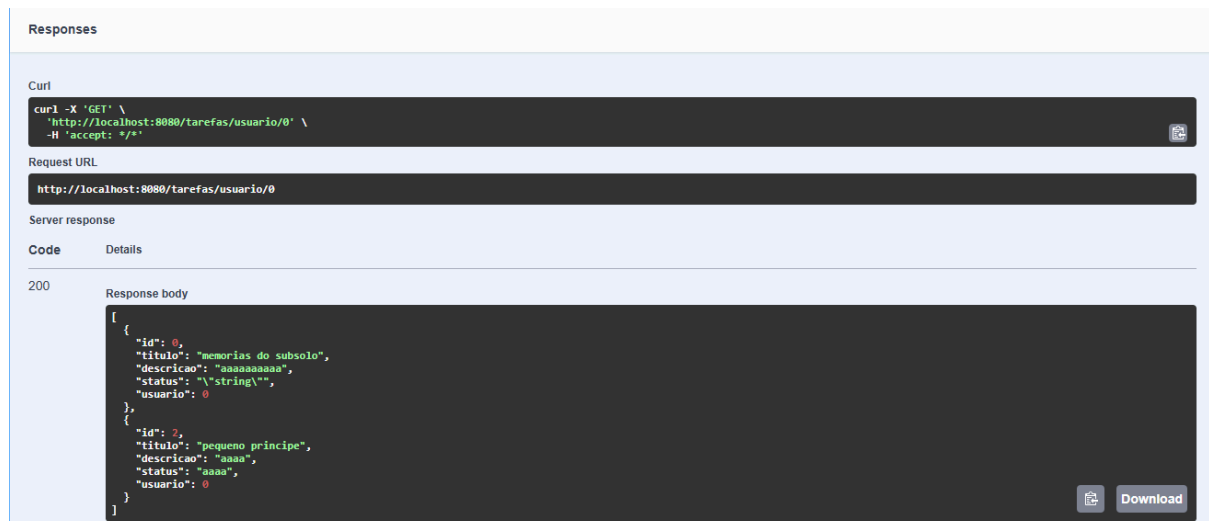 Responses
Curl
curl -X 'GET' \
  'http://localhost:8080/tarefas/usuario/0' \
  -H 'accept: */*'
Request URL
http://localhost:8080/tarefas/usuario/0
Server response
Code Details
200
Response body
[
  {
    "id": 0,
    "titulo": "memorias do subsolo",
    "descricao": "aaaaaaaaaa",
    "status": "\"string\"",
    "usuario": 0
  },
  {
    "id": 2,
    "titulo": "pequeno principe",
    "descricao": "aaaa",
    "status": "aaaa",
    "usuario": 0
  }
]
Download